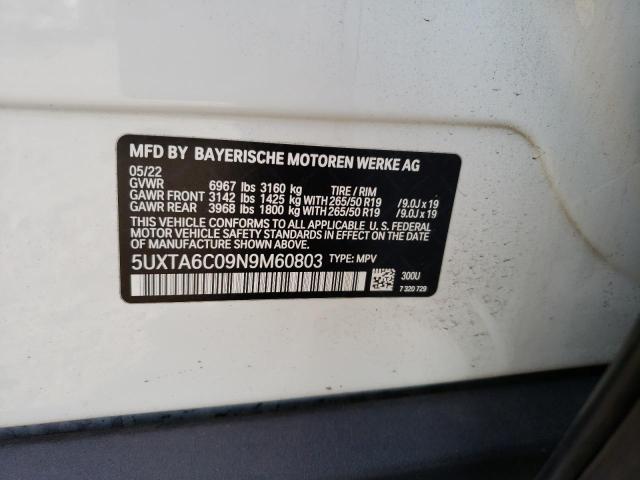 MFD BY BAYERISCHE MOTOREN WERKE AG
05/22
GVWR 6967 lbs 3160 kg TIRE / RIM
GAWR FRONT 3142 lbs 1425 kg WITH 265/50 R19 /9.0J x 19
GAWR REAR 3968 lbs 1800 kg WITH 265/50 R19 /9.0J x 19
THIS VEHICLE CONFORMS TO ALL APPLICABLE U. S. FEDERAL
MOTOR VEHICLE SAFETY STANDARDS IN EFFECT ON THE DATE OF
MANUFACTURE SHOWN ABOVE.
5UXTA6C09N9M60803 TYPE: MPV
300U
7 320 729